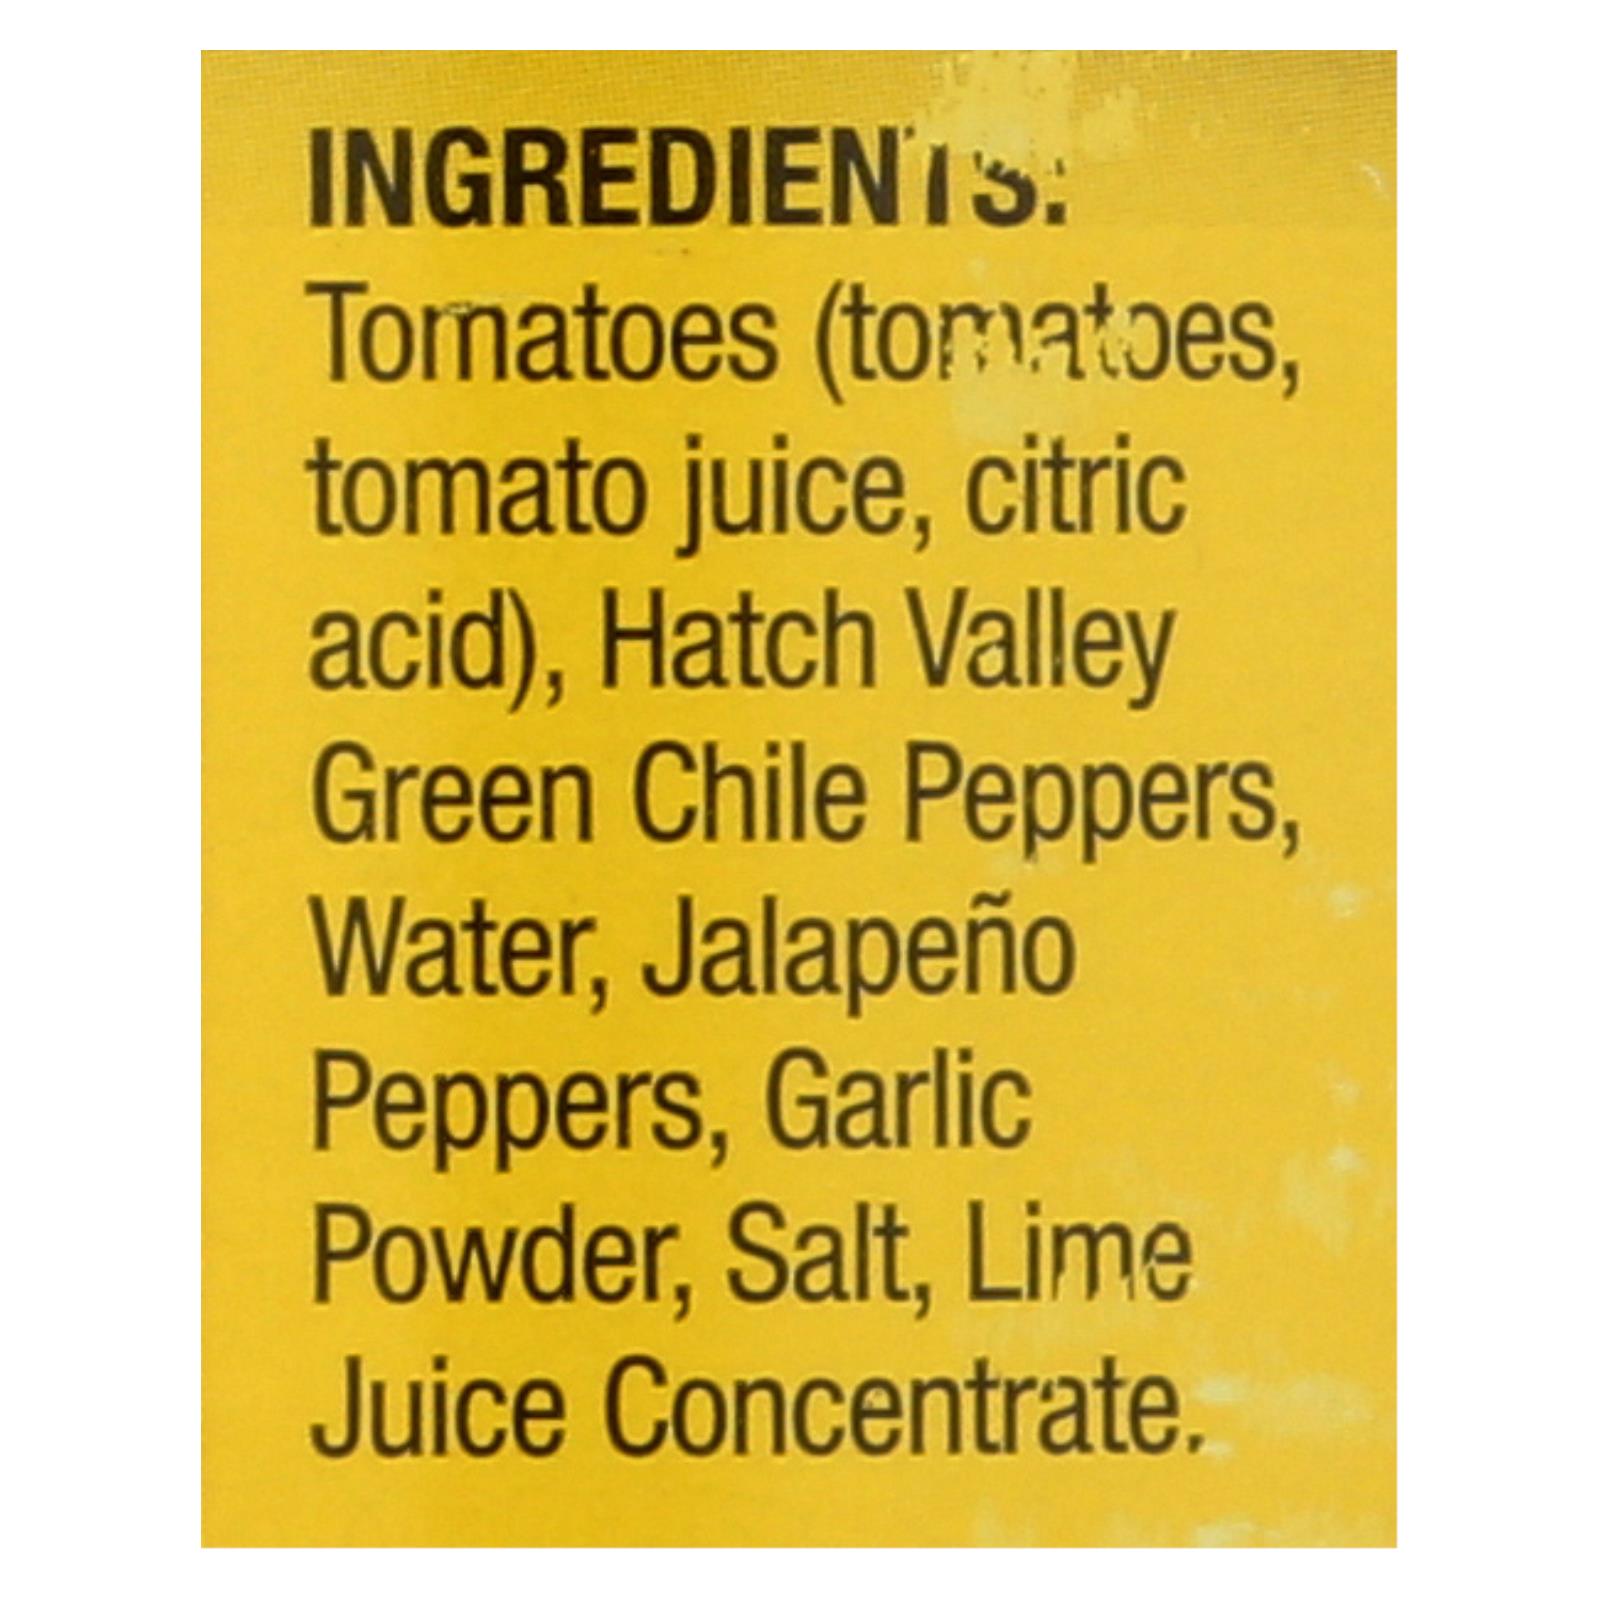 INGREDIENTS:
Tomatoes (tomatoes,
tomato juice, citric
acid), Hatch Valley
Green Chile Peppers,
Water, Jalapeño
Peppers, Garlic
Powder, Salt, Lime
Juice Concentrate.